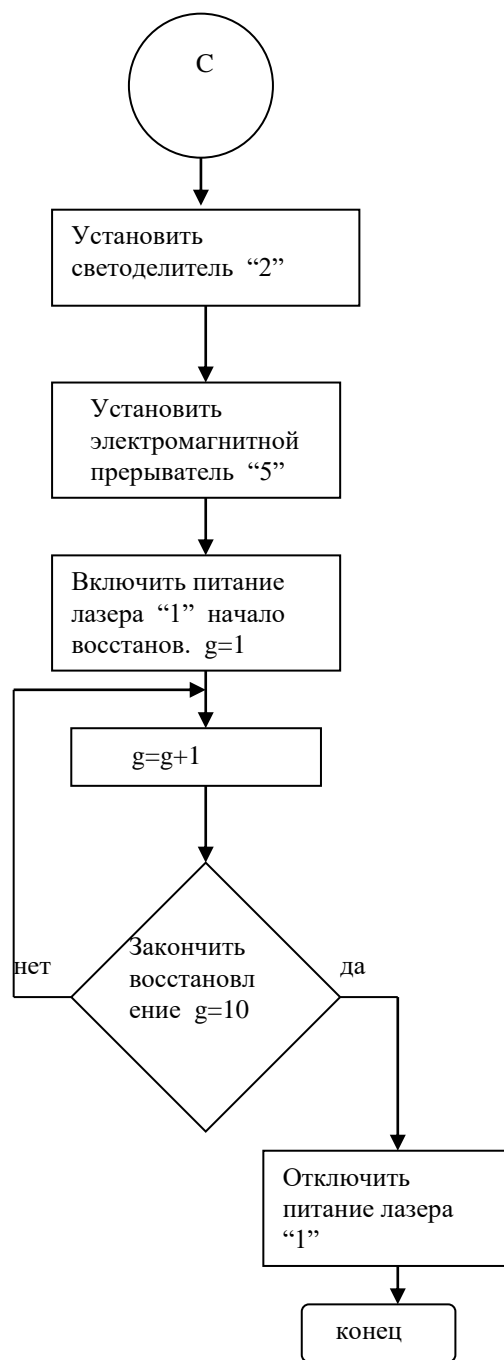 С
Установить
светоделитель “2”
Установить
электромагнитной
прерыватель “5”
Включить питание
лазера “1” начало
восстанов. g=1
g=g+1
Закончить
восстановл
ение g=10
нет
да
Отключить
питание лазера
“1”
конец